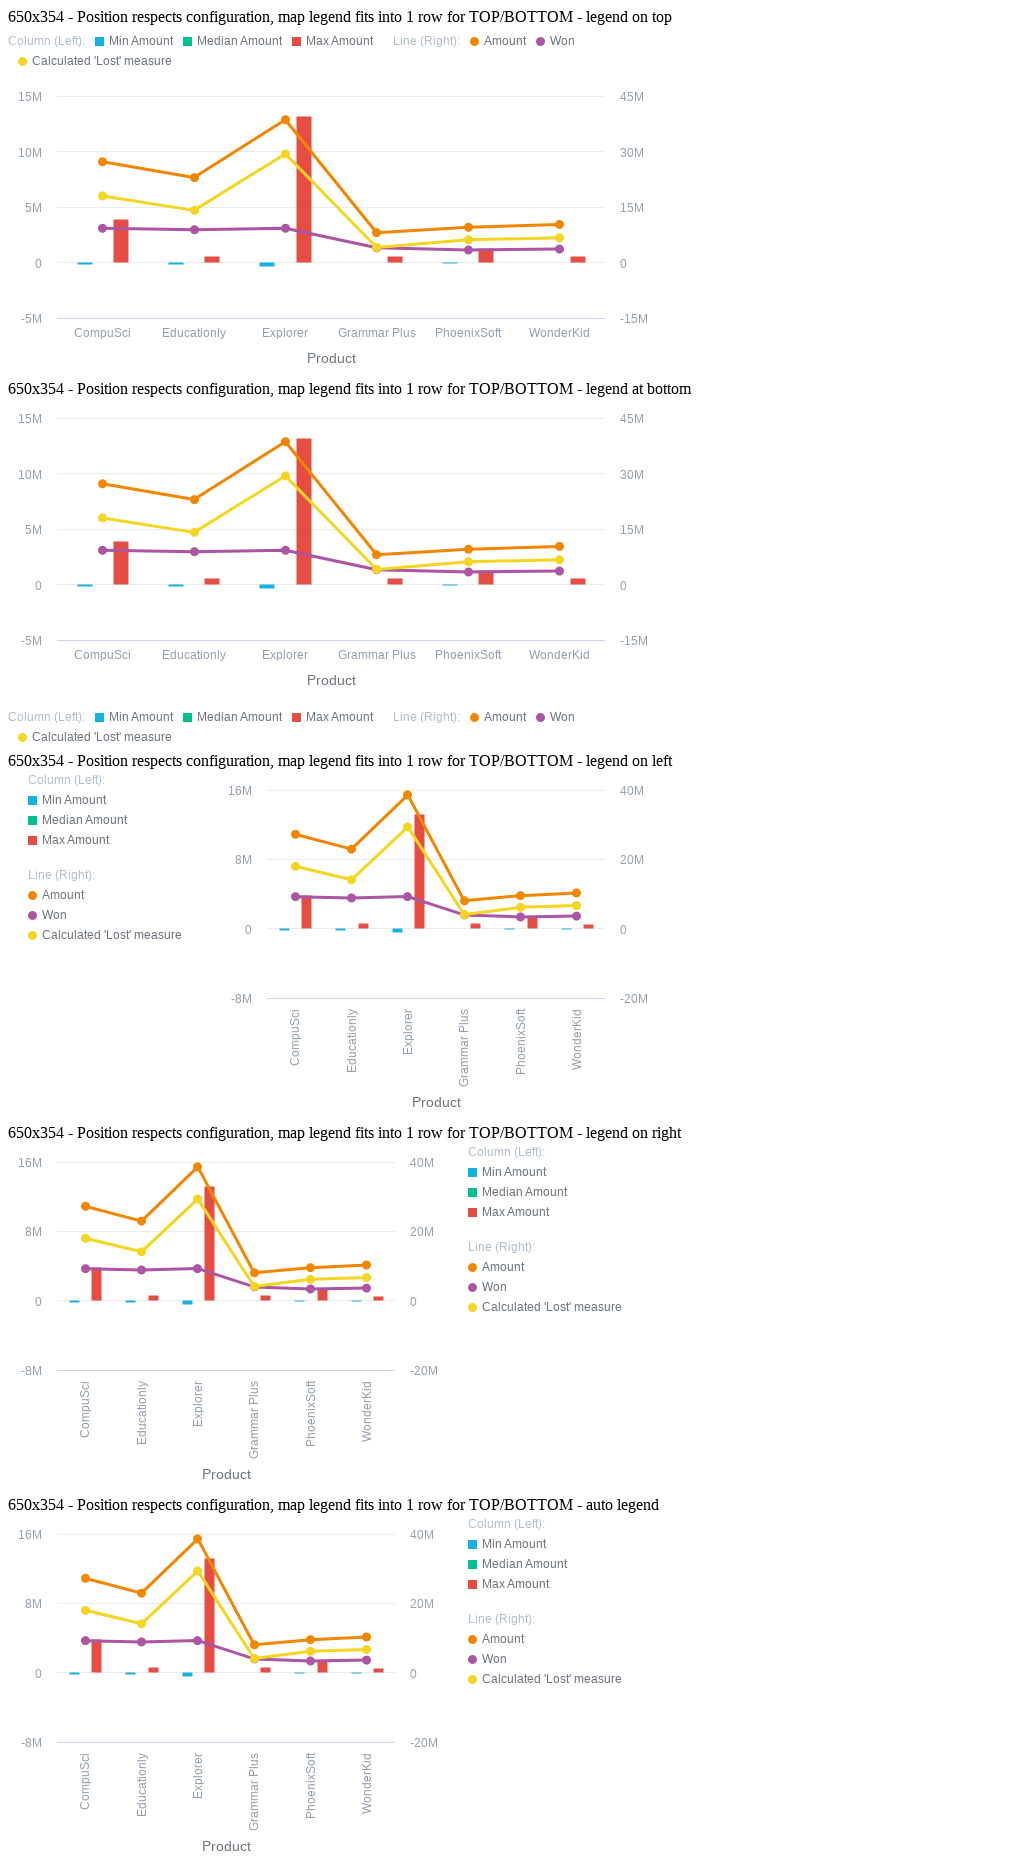 650x354 - Position respects configuration, map legend fits into 1 row for TOP/BOTTOM - legend on top
Column (Left): Min Amount Median Amount Max Amount Line (Right): Amount Won
Calculated 'Lost' measure
15M 45M
10M 30M
5M 15M
0 0
-5M -15M
CompuSci Educationly Explorer Grammar Plus PhoenixSoft WonderKid
Product
650x354 - Position respects configuration, map legend fits into 1 row for TOP/BOTTOM - legend at bottom
15M 45M
10M 30M
5M 15M
0 0
-5M -15M
CompuSci Educationly Explorer Grammar Plus PhoenixSoft WonderKid
Product
Column (Left): Min Amount Median Amount Max Amount Line (Right): Amount Won
Calculated 'Lost' measure
650x354 - Position respects configuration, map legend fits into 1 row for TOP/BOTTOM - legend on left
Column (Left):
Min Amount
Median Amount
Max Amount
Line (Right):
Amount
Won
Calculated 'Lost' measure
16M 40M
8M 20M
0 0
-8M -20M
CompuSci Educationly Explorer Grammar Plus PhoenixSoft WonderKid
Product
650x354 - Position respects configuration, map legend fits into 1 row for TOP/BOTTOM - legend on right
16M 40M
8M 20M
0 0
-8M -20M
CompuSci Educationly Explorer Grammar Plus PhoenixSoft WonderKid
Product
Column (Left):
Min Amount
Median Amount
Max Amount
Line (Right):
Amount
Won
Calculated 'Lost' measure
650x354 - Position respects configuration, map legend fits into 1 row for TOP/BOTTOM - auto legend
16M 40M
8M 20M
0 0
-8M -20M
CompuSci Educationly Explorer Grammar Plus PhoenixSoft WonderKid
Product
Column (Left):
Min Amount
Median Amount
Max Amount
Line (Right):
Amount
Won
Calculated 'Lost' measure